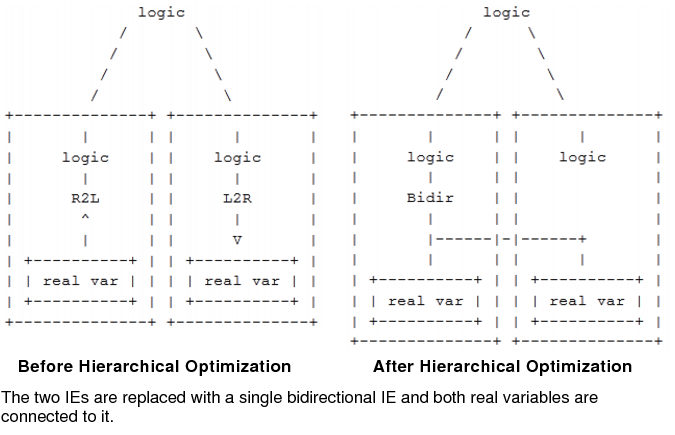 logic logic
logic logic logic logic
R2L L2R Bidir
real var real var
real var real var
Before Hierarchical Optimization After Hierarchical Optimization
The two IEs are replaced with a single bidirectional IE and both real variables are
connected to it.